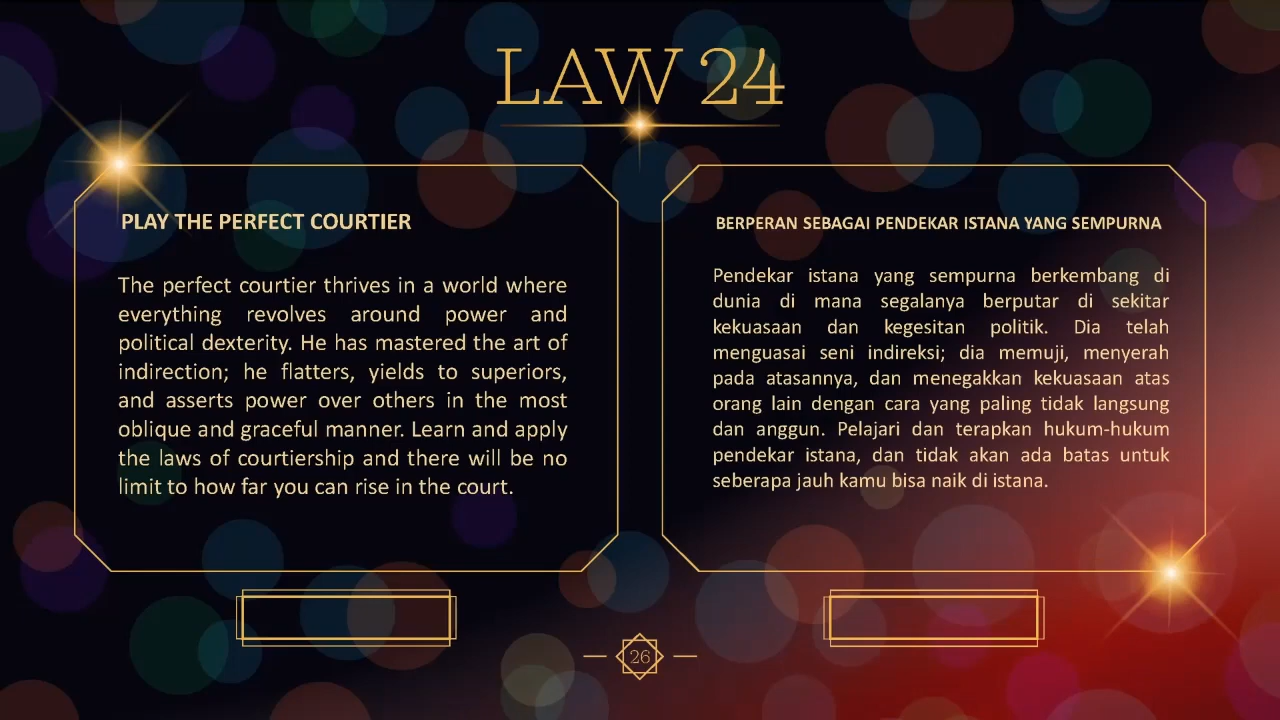 LAW 24
PLAY THE PERFECT COURTIER
The perfect courtier thrives in a world where
everything revolves around power and
political dexterity. He has mastered the art of
indirection; he flatters, yields to superiors,
and asserts power over others in the most
oblique and graceful manner. Learn and apply
the laws of courtiership and there will be no
limit to how far you can rise in the court.
BERPERAN SEBAGAI PENDEKAR ISTANA YANG SEMPURNA
Pendekar istana yang sempurna berkembang di
dunia di mana segalanya berputar di sekitar
kekuasaan dan kegesitan politik. Dia telah
menguasai seni indireksi; dia memuji, menyerah
pada atasannya, dan menegakkan kekuasaan atas
orang lain dengan cara yang paling tidak langsung
dan anggun. Pelajari dan terapkan hukum-hukum
pendekar istana, dan tidak akan ada batas untuk
seberapa jauh kamu bisa naik di istana.
26